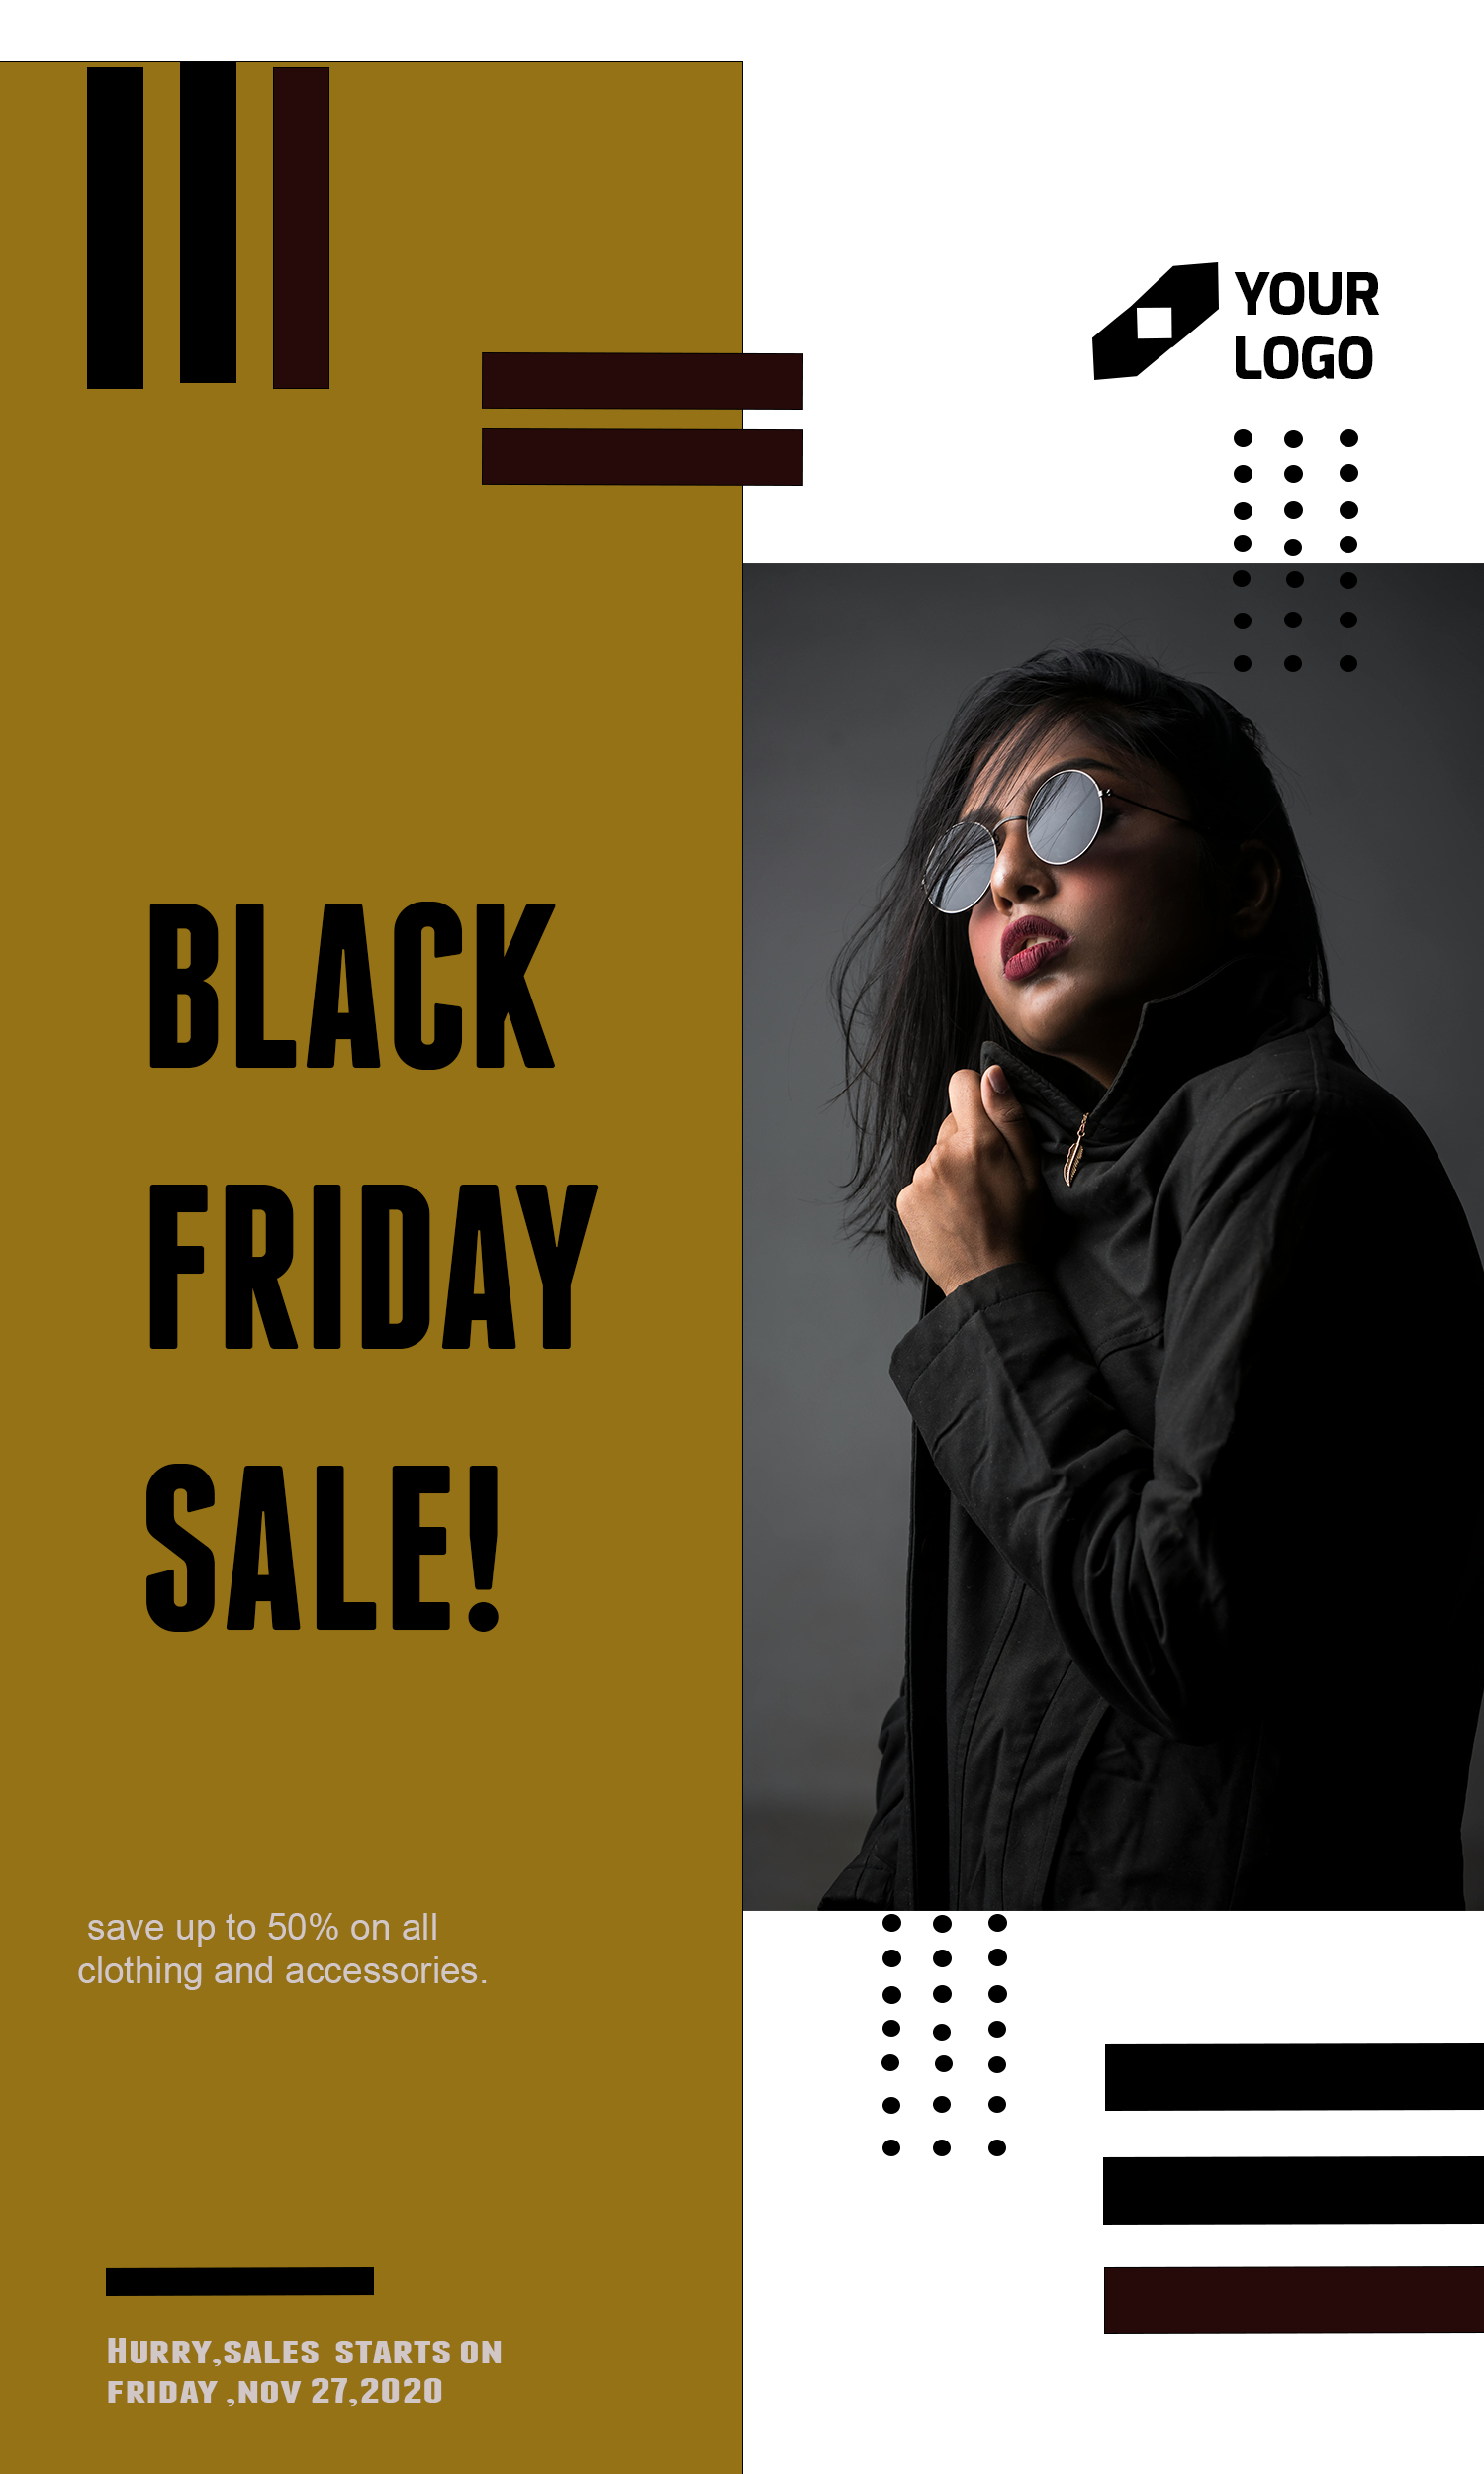 YOUR
LOGO
BLACK
FRIDAY
SALE!
save up to 50% on all
clothing and accessories.
HURRY,SALES STARTS ON
FRIDAY ,NOV 27,2020